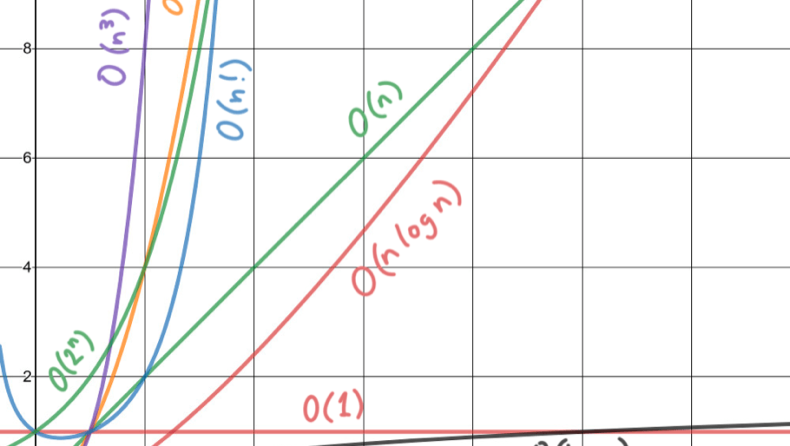 O(n³)
O(n!)
8
O(n)
6
O(n log n)
4
O(2ⁿ)
2
O(1)